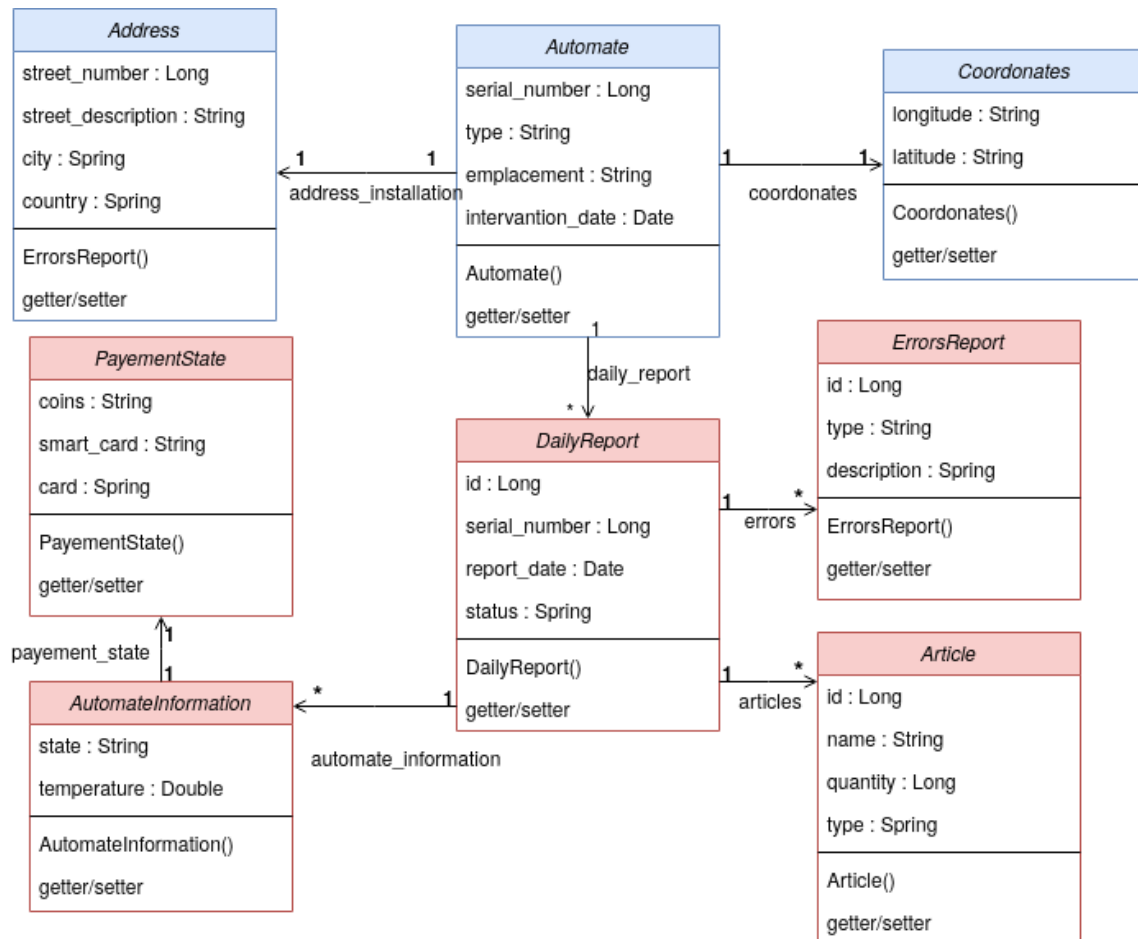 Address
street_number : Long
street_description : String
city : Spring
country : Spring
ErrorsReport()
getter/setter
1
1
address_installation
Automate
serial_number : Long
type : String
emplacement : String
intervantion_date : Date
Automate()
getter/setter
1
1
coordonates
Coordonates
longitude : String
latitude : String
Coordonates()
getter/setter
1
daily_report
*
PayementState
coins : String
smart_card : String
card : Spring
PayementState()
getter/setter
1
payement_state
1
AutomateInformation
state : String
temperature : Double
AutomateInformation()
getter/setter
*
1
automate_information
DailyReport
id : Long
serial_number : Long
report_date : Date
status : Spring
DailyReport()
getter/setter
1
*
errors
ErrorsReport
id : Long
type : String
description : Spring
ErrorsReport()
getter/setter
1
*
articles
Article
id : Long
name : String
quantity : Long
type : Spring
Article()
getter/setter